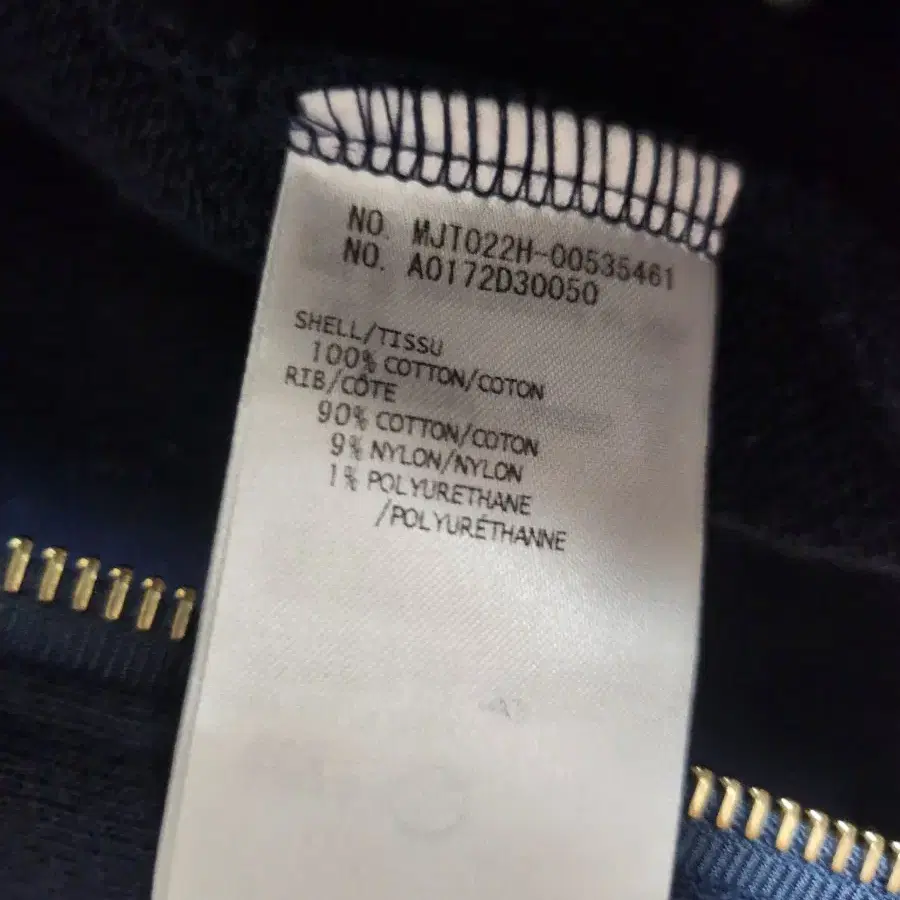 NO. MJT022H-00535461
NO. A0172D30050
SHELL/TISSU
100% COTTON/COTON
RIB/CÔTE
90% COTTON/COTON
9% NYLON/NYLON
1% POLYURETHANE
/POLYURÉTHANNE